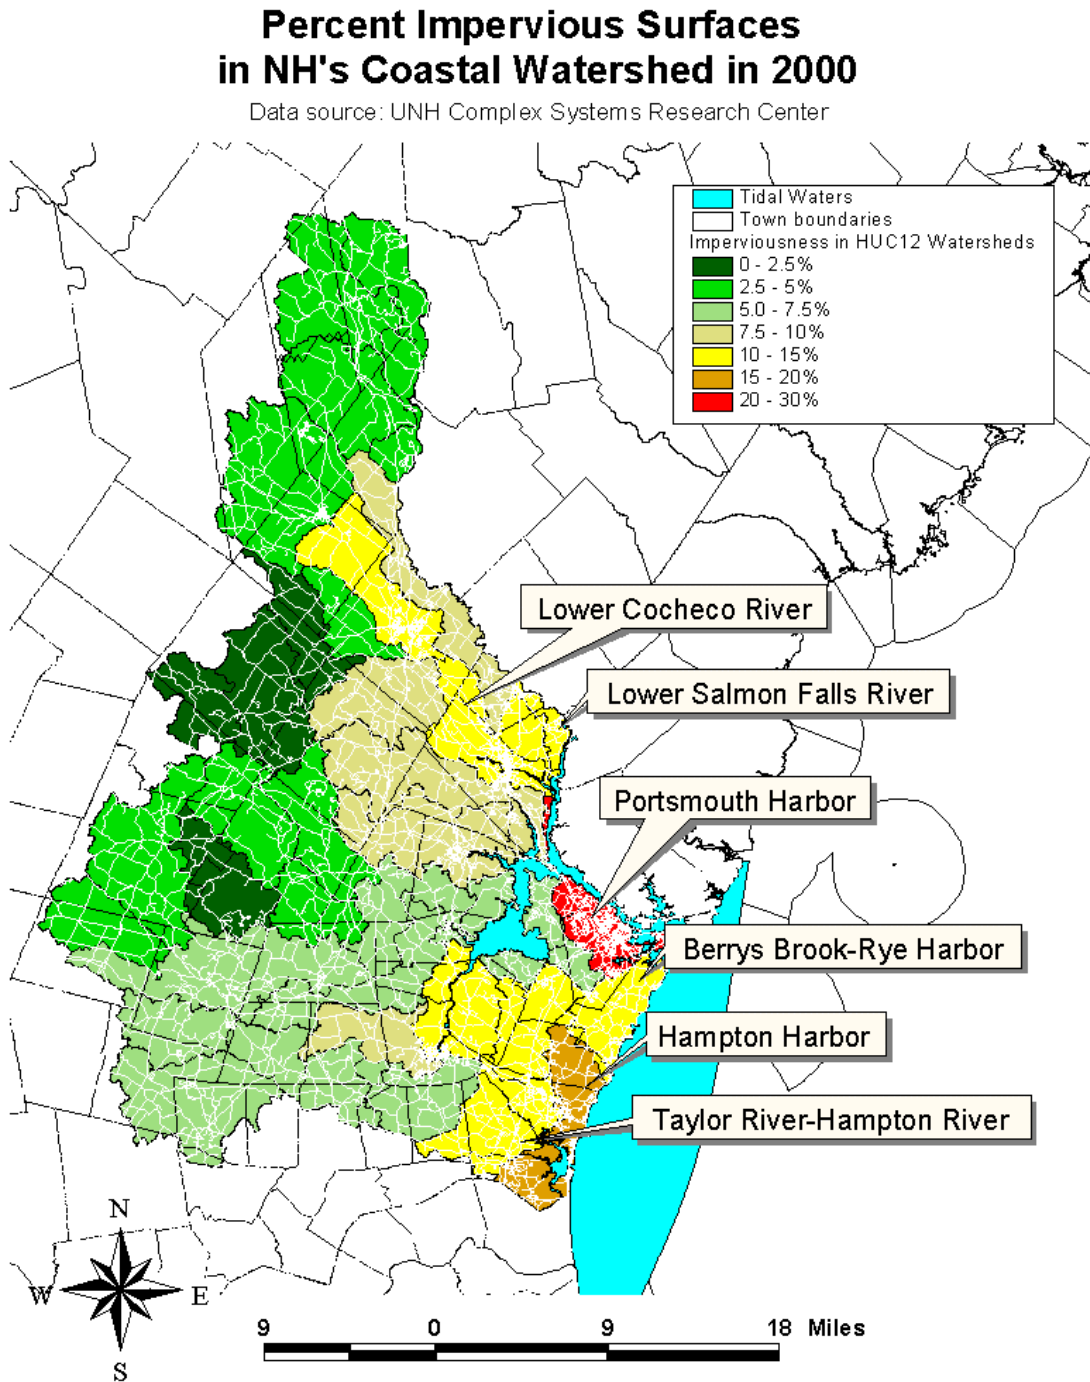 Percent Impervious Surfaces
in NH's Coastal Watershed in 2000
Data source: UNH Complex Systems Research Center
Tidal Waters
Town boundaries
Imperviousness in HUC12 Watersheds
0 - 2.5%
2.5 - 5%
5.0 - 7.5%
7.5 - 10%
10 - 15%
15 - 20%
20 - 30%
Lower Cocheco River
Lower Salmon Falls River
Portsmouth Harbor
Berrys Brook-Rye Harbor
Hampton Harbor
Taylor River-Hampton River
N
W E
S
9 0 9 18 Miles